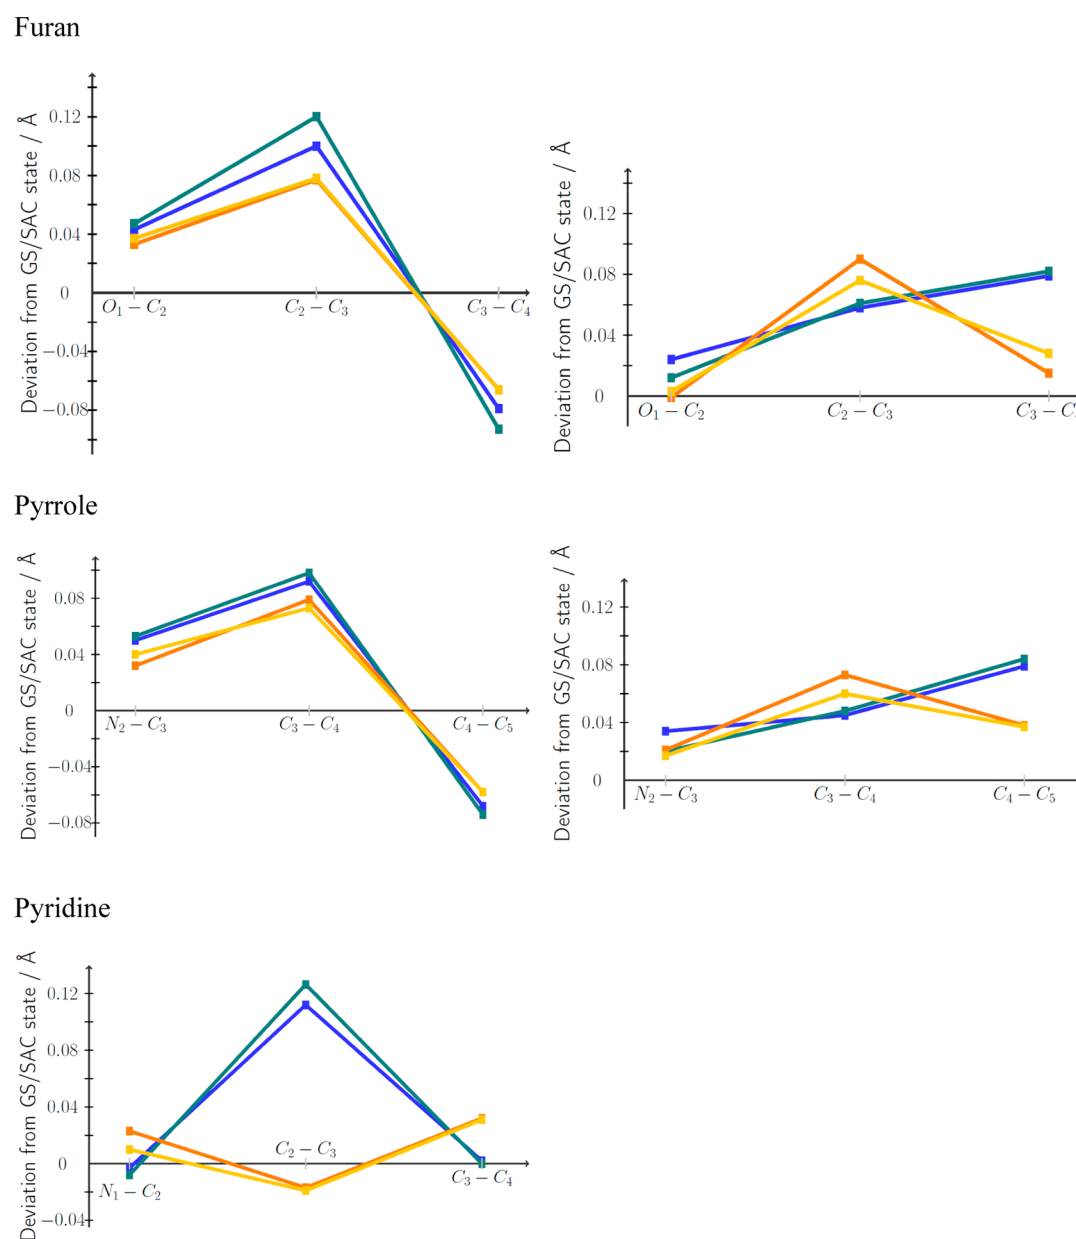 Furan
Deviation from GS/SAC state / Å
0.12
0.08
0.04
0
−0.04
−0.08
O₁ − C₂
C₂ − C₃
C₃ − C₄
Deviation from GS/SAC state / Å
0.12
0.08
0.04
0
O₁ − C₂
C₂ − C₃
C₃ − C
Pyrrole
Deviation from GS/SAC state / Å
0.08
0.04
0
−0.04
−0.08
N₂ − C₃
C₃ − C₄
C₄ − C₅
Deviation from GS/SAC state / Å
0.12
0.08
0.04
0
N₂ − C₃
C₃ − C₄
C₄ − C₅
Pyridine
Deviation from GS/SAC state / Å
0.12
0.08
0.04
0
−0.04
N₁ − C₂
C₂ − C₃
C₃ − C₄